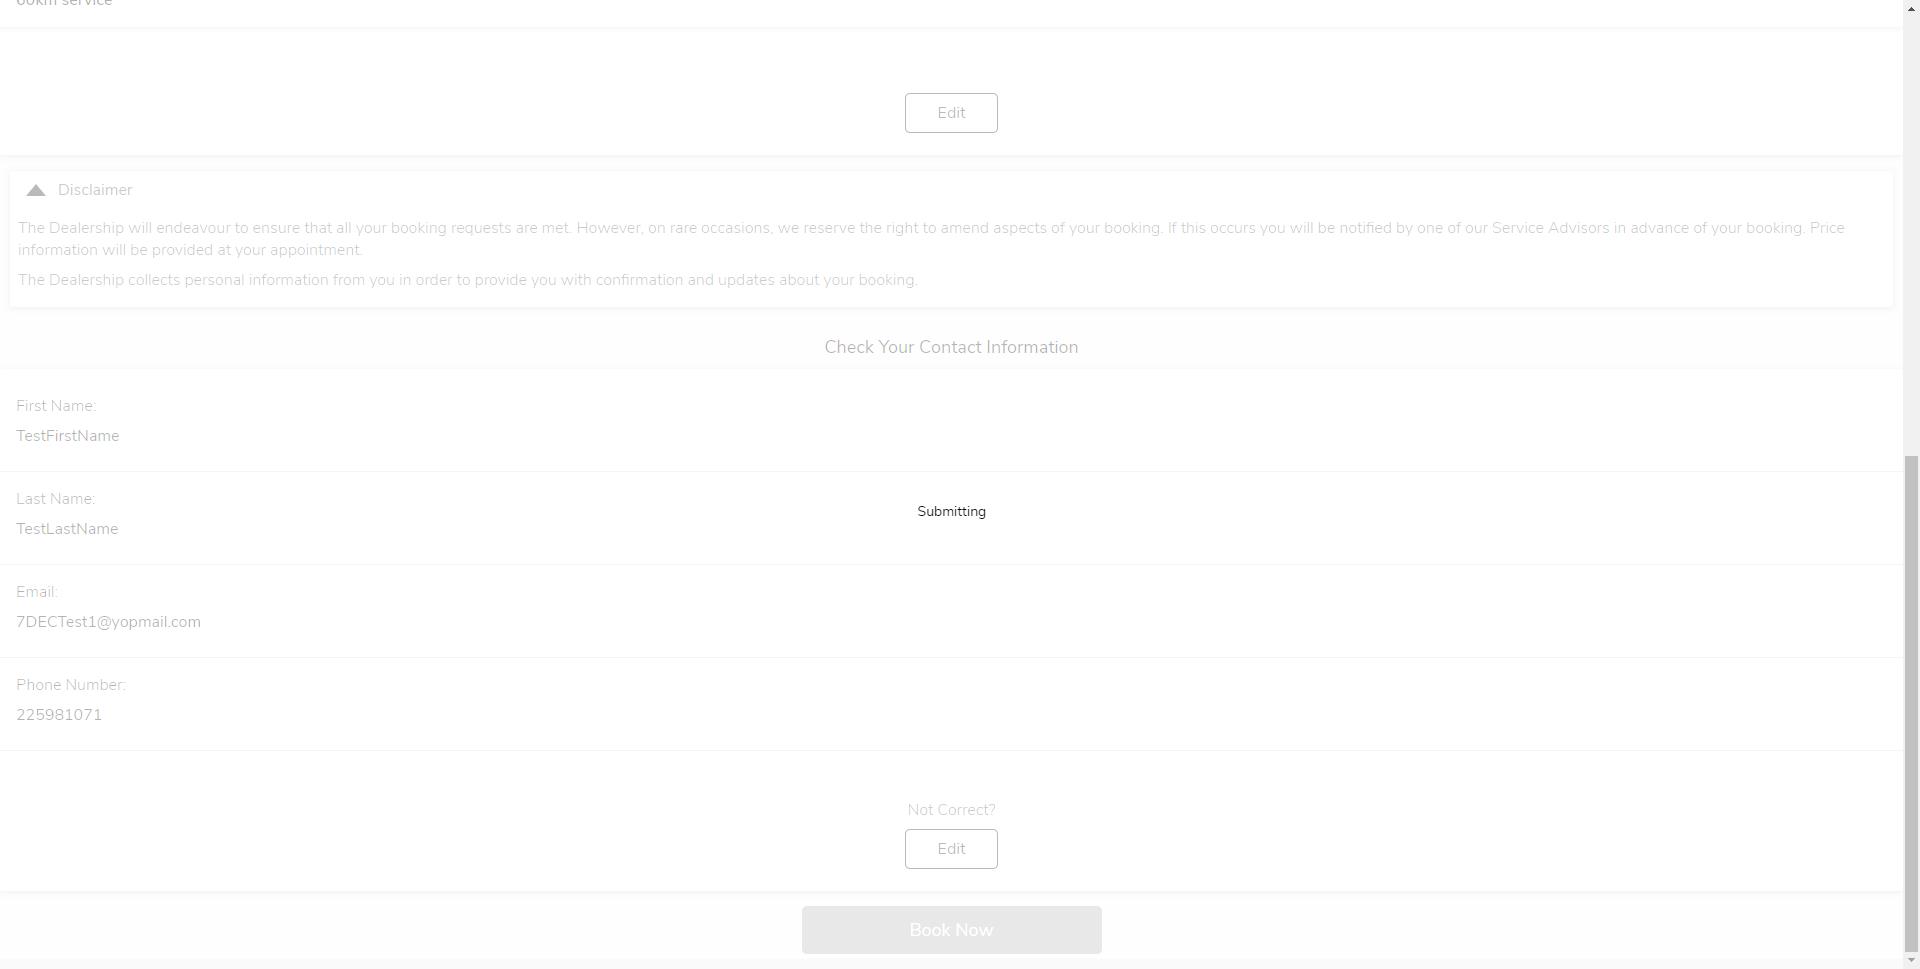 service
Edit
Disclaimer
The Dealership will endeavour to ensure that all your booking requests are met. However, on rare occasions, we reserve the right to amend aspects of your booking. If this occurs you will be notified by one of our Service Advisors in advance of your booking. Price
information will be provided at your appointment.
The Dealership collects personal information from you in order to provide you with confirmation and updates about your booking.
Check Your Contact Information
First Name:
TestFirstName
Last Name:
Submitting
TestLastName
Email:
7DECTest1@yopmail.com
Phone Number:
225981071
Not Correct?
Edit
Book Now